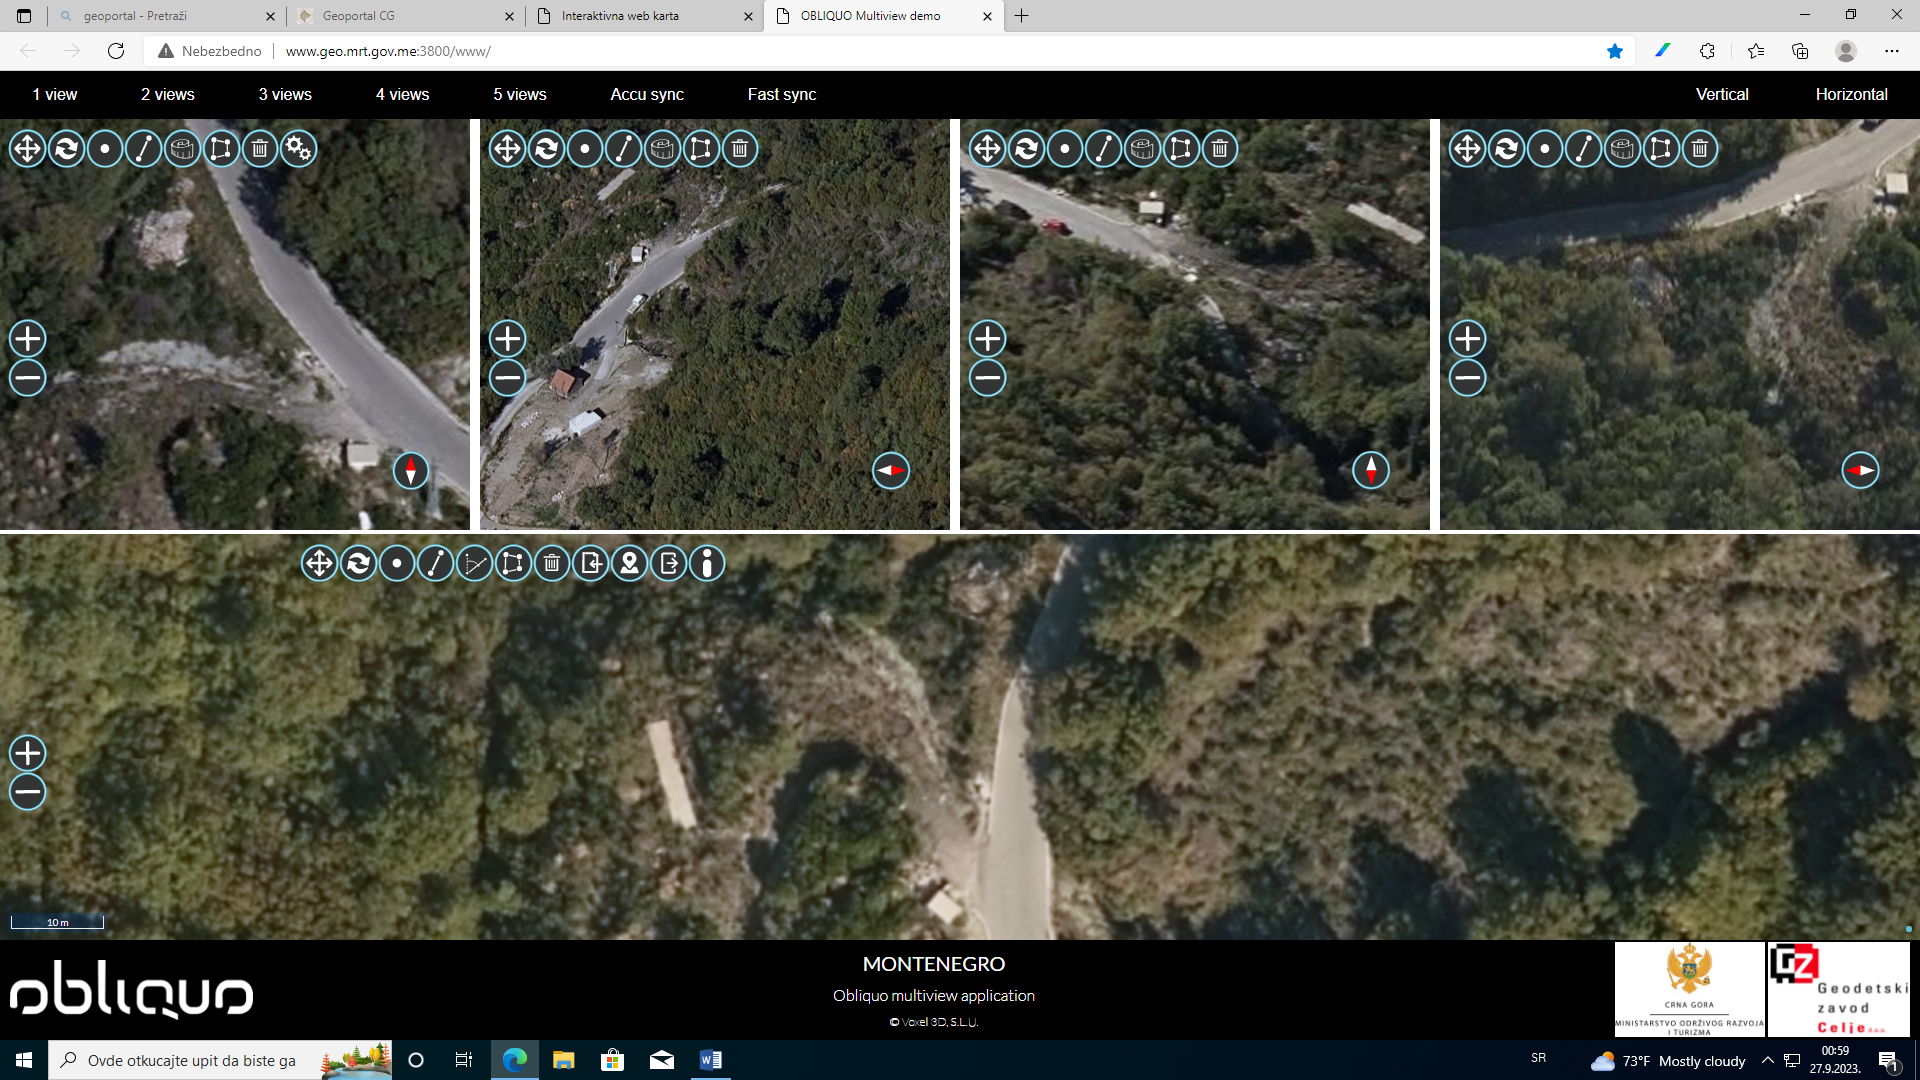 geoportal - Pretraži
Geoportal CG
Interaktivna web karta
OBLIQUO Multiview demo
Nebezbedno
www.geo.mrt.gov.me:3800/www/
1 view
2 views
3 views
4 views
5 views
Accu sync
Fast sync
Vertical
Horizontal
10 m
obliquo
MONTENEGRO
Obliquo multiview application
© Voxel 3D, S.L.U.
CRNA GORA
MINISTARSTVO ODRŽIVOG RAZVOJA
I TURIZMA
GZ
Geodetski
zavod
Celje d.o.o.
Ovde otkucajte upit da biste ga
SR
73°F Mostly cloudy
00:59
27.9.2023.
1